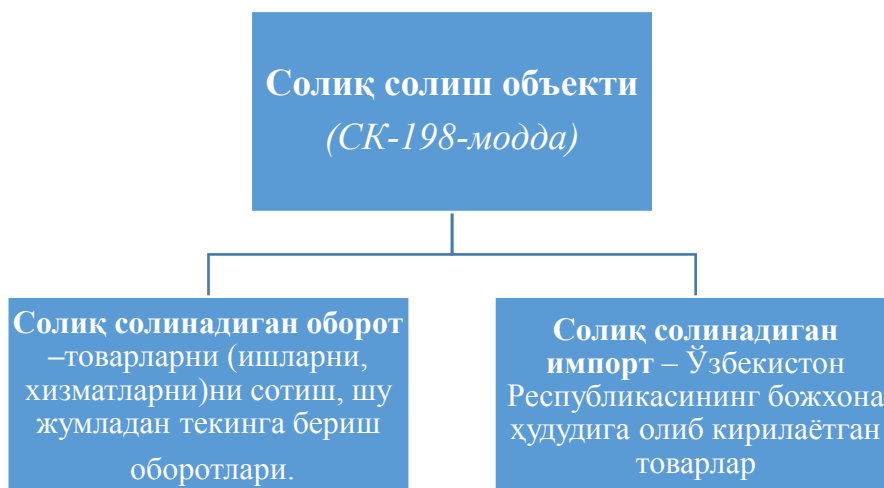 Солиқ солиш объекти
(СК-198-модда)
Солиқ солинадиган оборот
–товарларни (ишларни,
хизматларни)ни сотиш, шу
жумладан текинга бериш
оборотлари.
Солиқ солинадиган
импорт – Ўзбекистон
Республикасининг божхона
ҳудудига олиб кирилаётган
товарлар